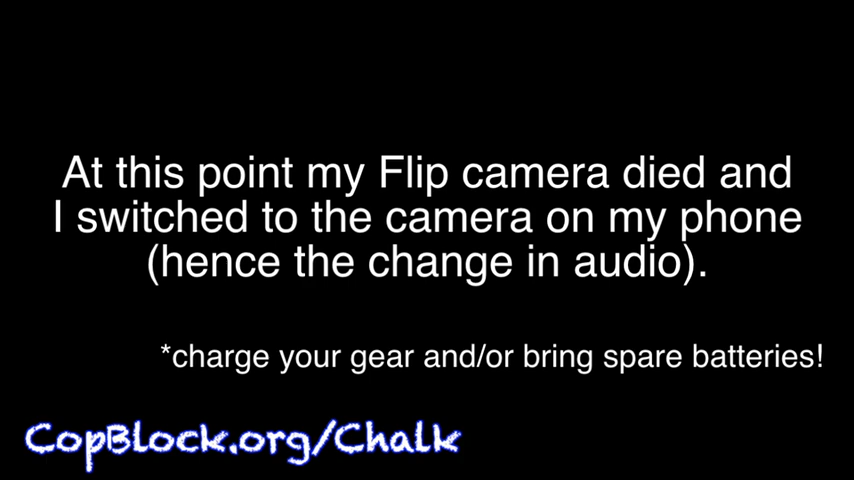 At this point my Flip camera died and
I switched to the camera on my phone
(hence the change in audio).
*charge your gear and/or bring spare batteries!
CopBlock.org/Chalk